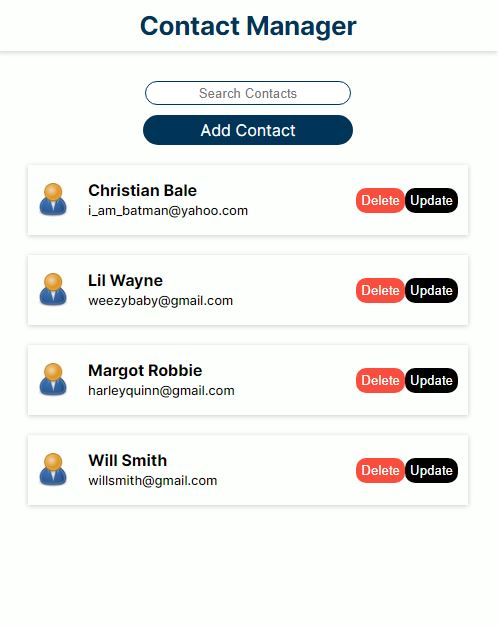 Contact Manager
Search Contacts
Add Contact
Christian Bale
i_am_batman@yahoo.com
Delete Update
Lil Wayne
weezybaby@gmail.com
Delete Update
Margot Robbie
harleyquinn@gmail.com
Delete Update
Will Smith
willsmith@gmail.com
Delete Update